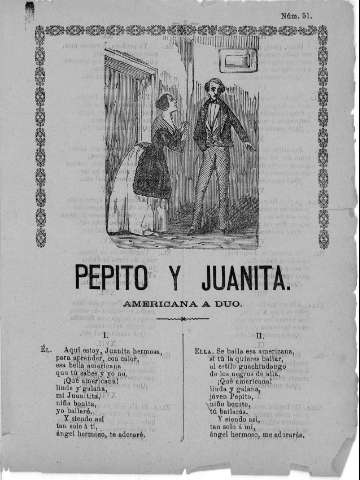 Núm. 51.
PEPITO Y JUANITA.
AMERICANA A DUO.
I.
ÉL. Aquí estoy, Juanita hermosa,
para aprender, con calor,
esa bella americana
que tú sabes y yo no.
¡Qué americana!
linda y galana,
mi Juanitita,
niña bonita,
yo bailaré.
Y siendo así
tan solo á tí,
ángel hermoso, te adoraré.
II.
ELLA. Se baila esa americana,
si tú la quieres bailar,
al estilo guachindango
de los negros de allá.
¡Qué americana!
linda y galana,
jóven Pepito,
niño bonito,
tú bailarás.
Y siendo así,
tan solo á mí,
ángel hermoso, me adorarás.